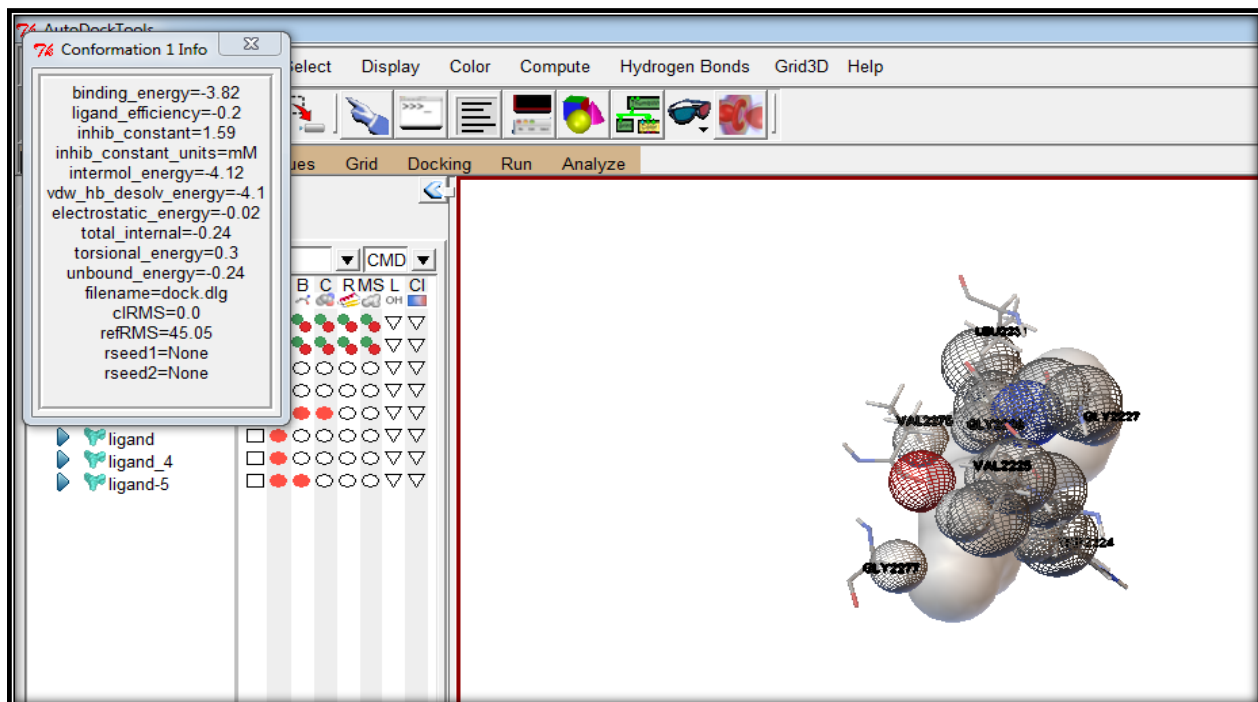 AutoDockTools
Conformation 1 Info
Select Display Color Compute Hydrogen Bonds Grid3D Help
binding_energy=-3.82
ligand_efficiency=-0.2
inhib_constant=1.59
inhib_constant_units=mM
intermol_energy=-4.12
vdw_hb_desolv_energy=-4.1
electrostatic_energy=-0.02
total_internal=-0.24
torsional_energy=0.3
unbound_energy=-0.24
filename=dock.dlg
clRMS=0.0
refRMS=45.05
rseed1=None
rseed2=None
ues Grid Docking Run Analyze
CMD
B C R MS L Cl
OH
ligand
ligand_4
ligand-5
LEU2231
VAL2276
GLY2227
VAL2225
GLY2277